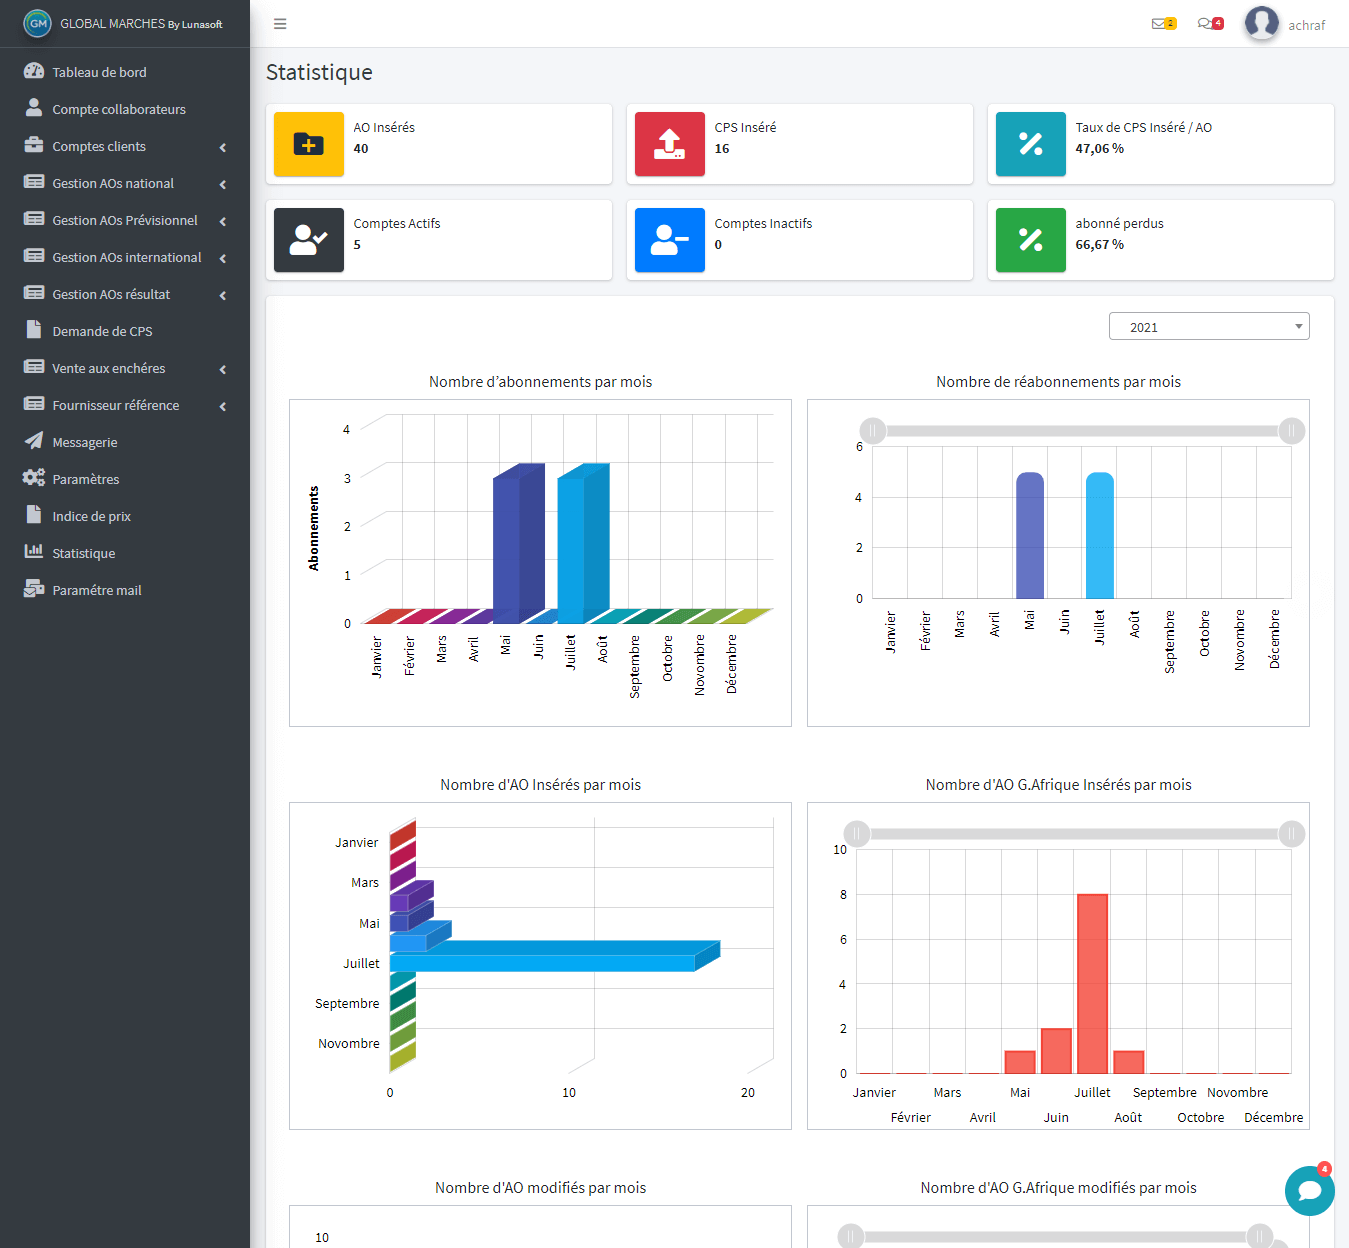 GM GLOBAL MARCHES By Lunasoft
2
4
achraf
Tableau de bord
Compte collaborateurs
Comptes clients
Gestion AOs national
Gestion AOs Prévisionnel
Gestion AOs international
Gestion AOs résultat
Demande de CPS
Vente aux enchéres
Fournisseur référence
Messagerie
Paramètres
Indice de prix
Statistique
Paramétre mail
Statistique
AO Insérés
40
CPS Inséré
16
Taux de CPS Inséré / AO
47,06 %
Comptes Actifs
5
Comptes Inactifs
0
abonné perdus
66,67 %
2021
Nombre d’abonnements par mois
Abonnements
4
3
2
1
0
Janvier
Février
Mars
Avril
Mai
Juin
Juillet
Août
Septembre
Octobre
Novombre
Décembre
Nombre de réabonnements par mois
6
4
2
0
Janvier
Février
Mars
Avril
Mai
Juin
Juillet
Août
Septembre
Octobre
Novombre
Décembre
Nombre d'AO Insérés par mois
Janvier
Mars
Mai
Juillet
Septembre
Novombre
0 10 20
Nombre d'AO G.Afrique Insérés par mois
10
8
6
4
2
0
Janvier Mars Mai Juillet Septembre Novombre
Février Avril Juin Août Octobre Décembre
Nombre d'AO modifiés par mois
10
Nombre d'AO G.Afrique modifiés par mois
4